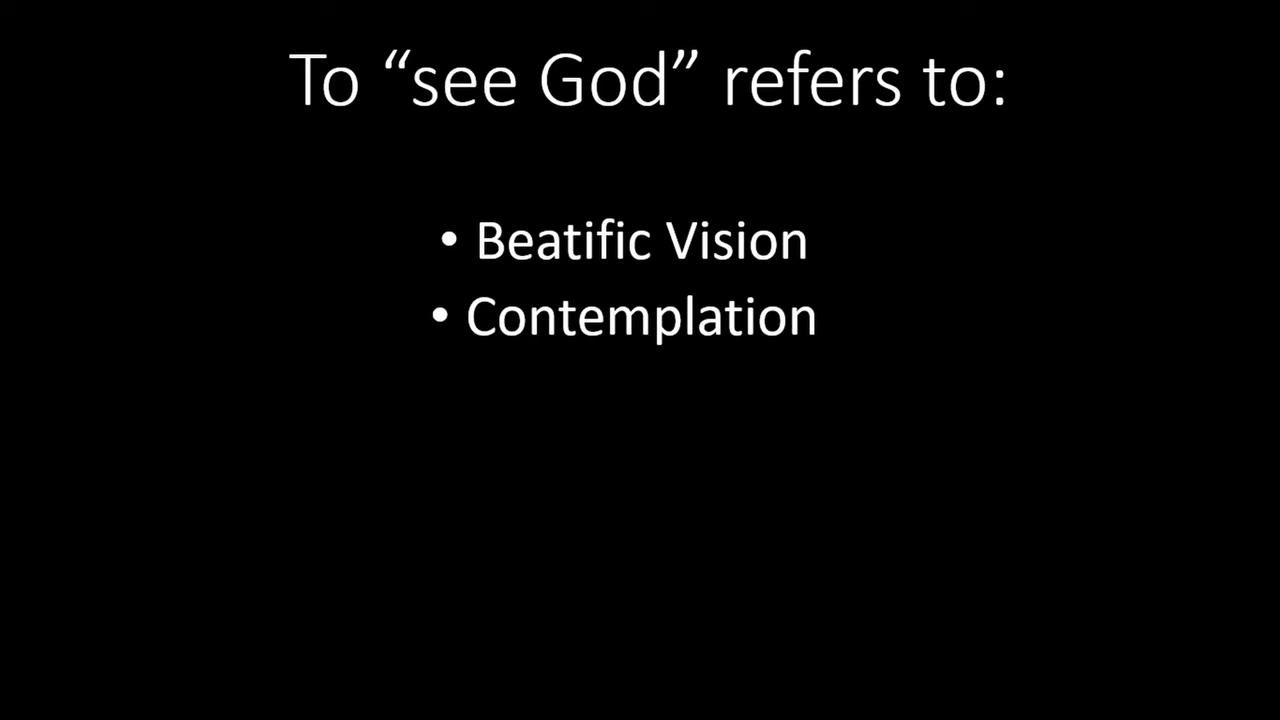 To “see God” refers to:
• Beatific Vision
• Contemplation